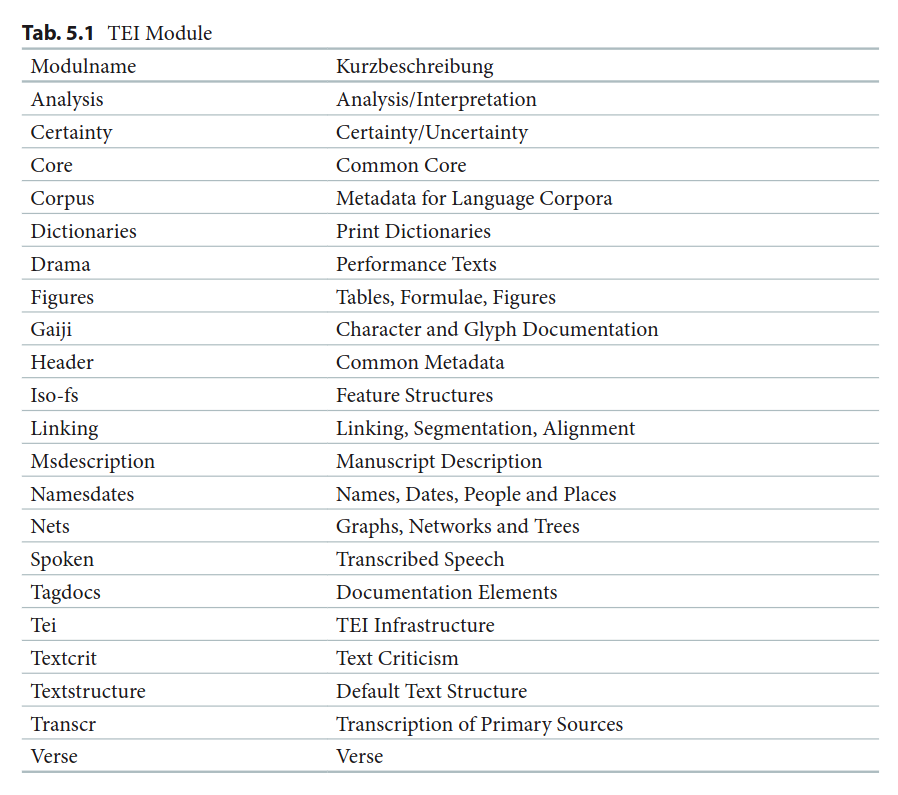 Tab. 5.1 TEI Module
Modulname Kurzbeschreibung
Analysis Analysis/Interpretation
Certainty Certainty/Uncertainty
Core Common Core
Corpus Metadata for Language Corpora
Dictionaries Print Dictionaries
Drama Performance Texts
Figures Tables, Formulae, Figures
Gaiji Character and Glyph Documentation
Header Common Metadata
Iso-fs Feature Structures
Linking Linking, Segmentation, Alignment
Msdescription Manuscript Description
Namesdates Names, Dates, People and Places
Nets Graphs, Networks and Trees
Spoken Transcribed Speech
Tagdocs Documentation Elements
Tei TEI Infrastructure
Textcrit Text Criticism
Textstructure Default Text Structure
Transcr Transcription of Primary Sources
Verse Verse